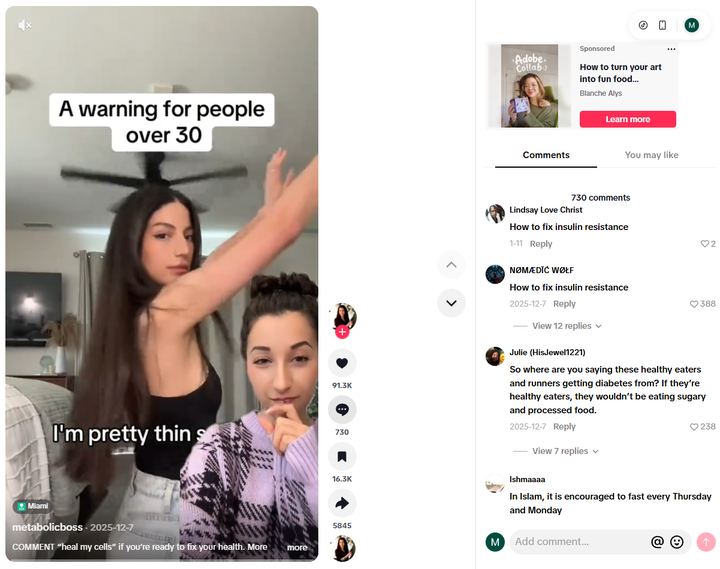 A warning for people
over 30
I'm pretty thin s
Miami
metabolicboss · 2025-12-7
COMMENT “heal my cells” if you’re ready to fix your health. More
more
91.3K
730
16.3K
5845
M
Adobe
Collab
Sponsored
How to turn your art
into fun food...
Blanche Alys
Learn more
Comments
You may like
730 comments
Lindsay Love Christ
How to fix insulin resistance
1-11 Reply
2
NØMÆDĪČ WØŁF
How to fix insulin resistance
2025-12-7 Reply
388
View 12 replies
Julie (HisJewel1221)
So where are you saying these healthy eaters
and runners getting diabetes from? If they’re
healthy eaters, they wouldn’t be eating sugary
and processed food.
2025-12-7 Reply
238
View 7 replies
Ishmaaaa
In Islam, it is encouraged to fast every Thursday
and Monday
M
Add comment...